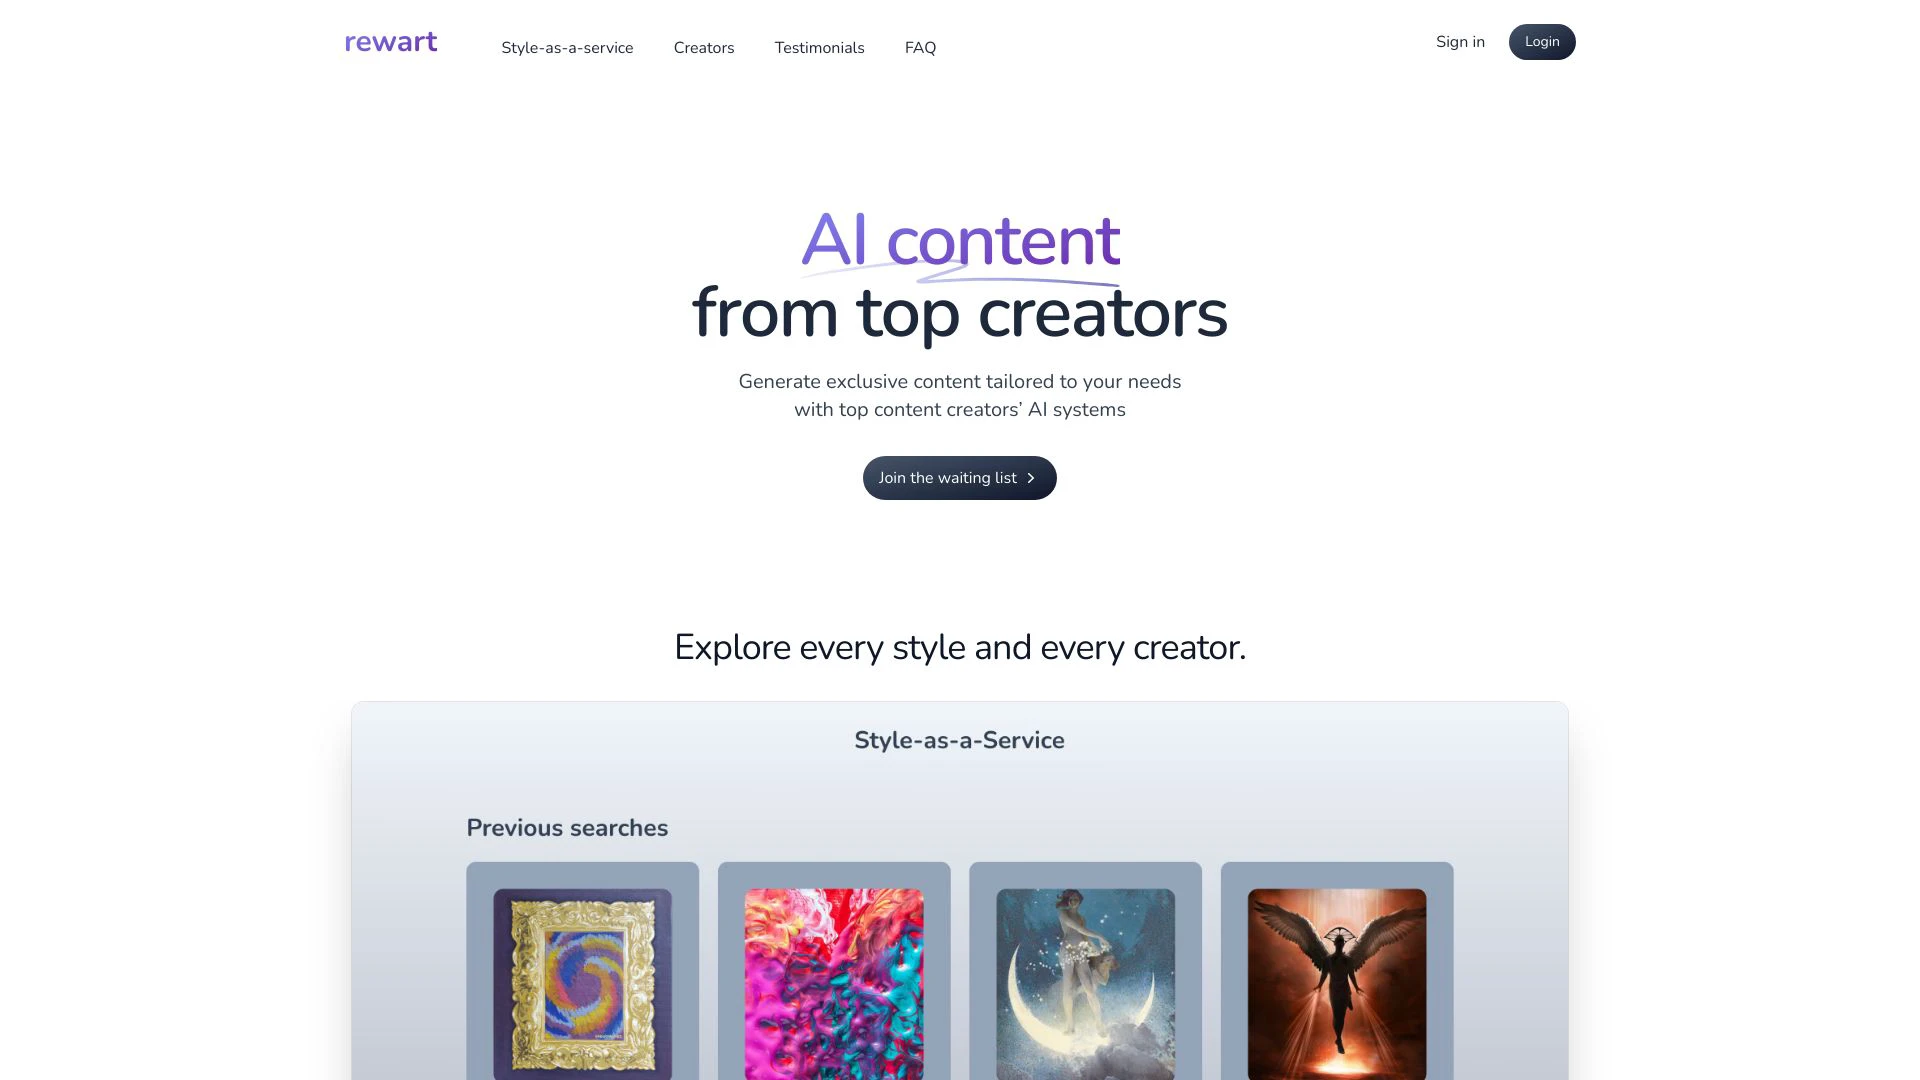 rewart
Style-as-a-service
Creators
Testimonials
FAQ
Sign in
Login
AI content
from top creators
Generate exclusive content tailored to your needs
with top content creators’ AI systems
Join the waiting list
Explore every style and every creator.
Style-as-a-Service
Previous searches